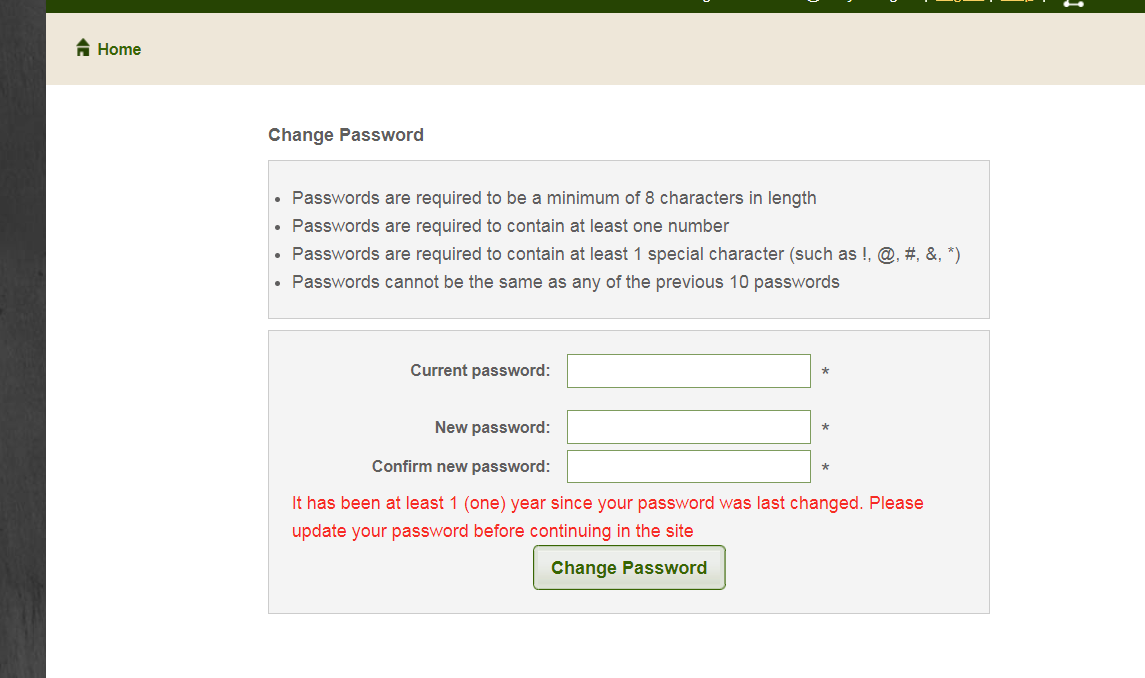 Home
Change Password
Passwords are required to be a minimum of 8 characters in length
Passwords are required to contain at least one number
Passwords are required to contain at least 1 special character (such as !, @, #, &, *)
Passwords cannot be the same as any of the previous 10 passwords
Current password: *
New password: *
Confirm new password: *
It has been at least 1 (one) year since your password was last changed. Please
update your password before continuing in the site
Change Password